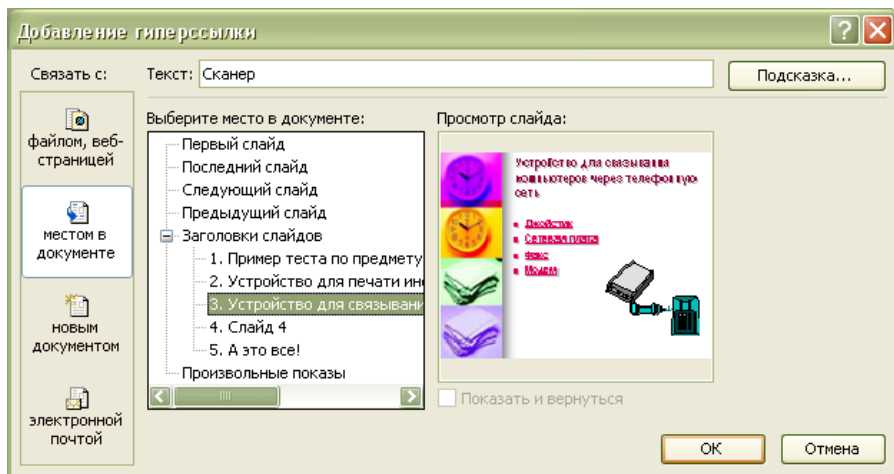 Добавление гиперссылки
Связать с:
Текст: Сканер
Подсказка...
файлом, веб-
страницей
местом в
документе
новым
документом
электронной
почтой
Выберите место в документе:
Первый слайд
Последний слайд
Следующий слайд
Предыдущий слайд
Заголовки слайдов
1. Пример теста по предмету
2. Устройство для печати ин
3. Устройство для связывани
4. Слайд 4
5. А это все!
Произвольные показы
Просмотр слайда:
Устройство для связывания
компьютеров через телефонную
сеть
Джойстик
Сетевая плата
Факс
Модем
Показать и вернуться
ОК
Отмена